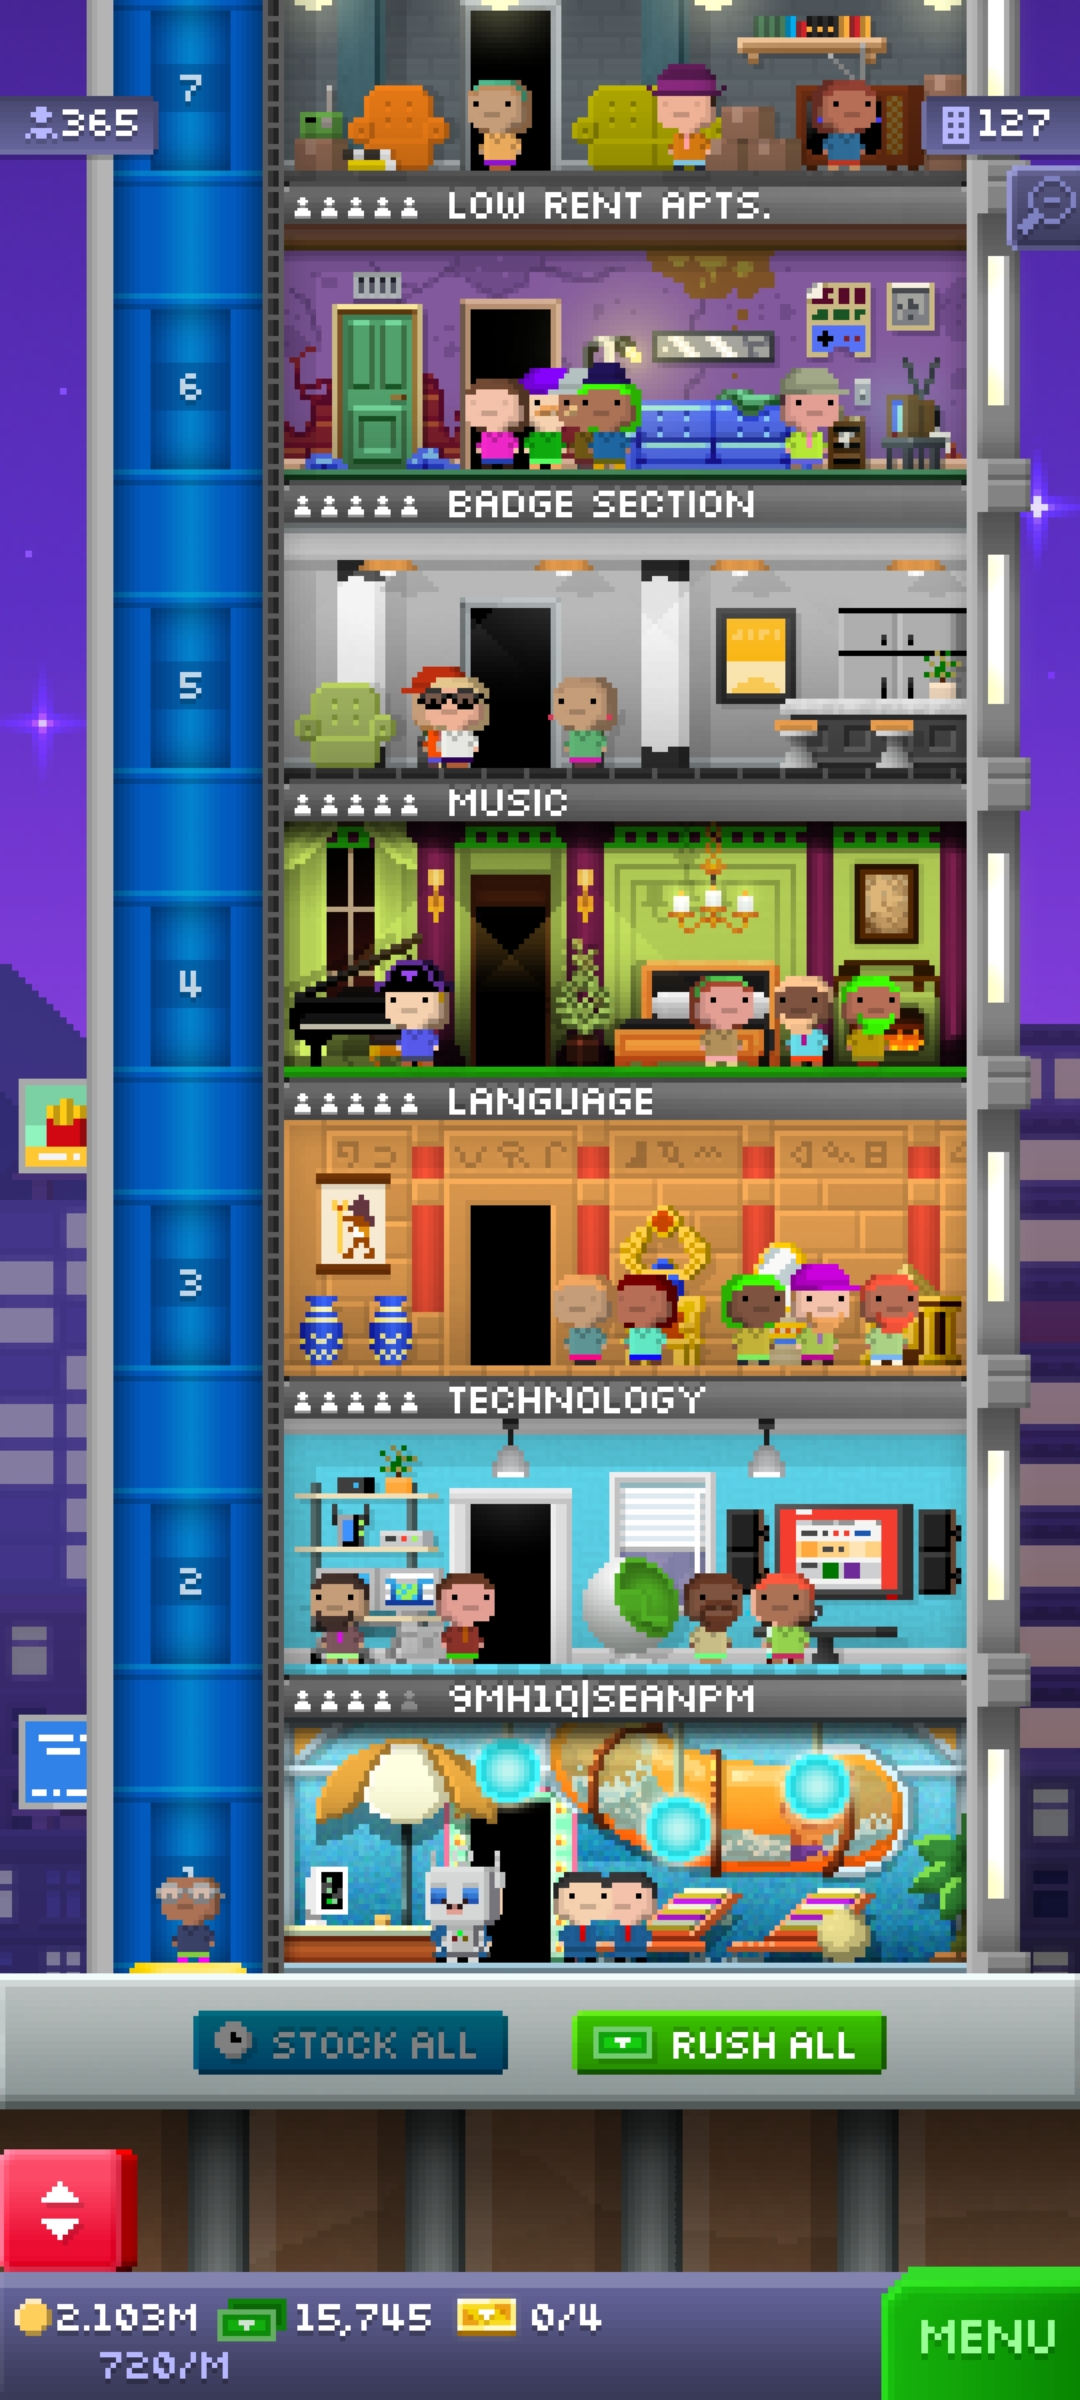 7
365
127
LOW RENT APTS.
6
BADGE SECTION
5
MUSIC
4
LANGUAGE
3
TECHNOLOGY
2
9MH1Q|SEANPM
1
STOCK ALL
RUSH ALL
2.103M
15,745
0/4
720/M
MENU